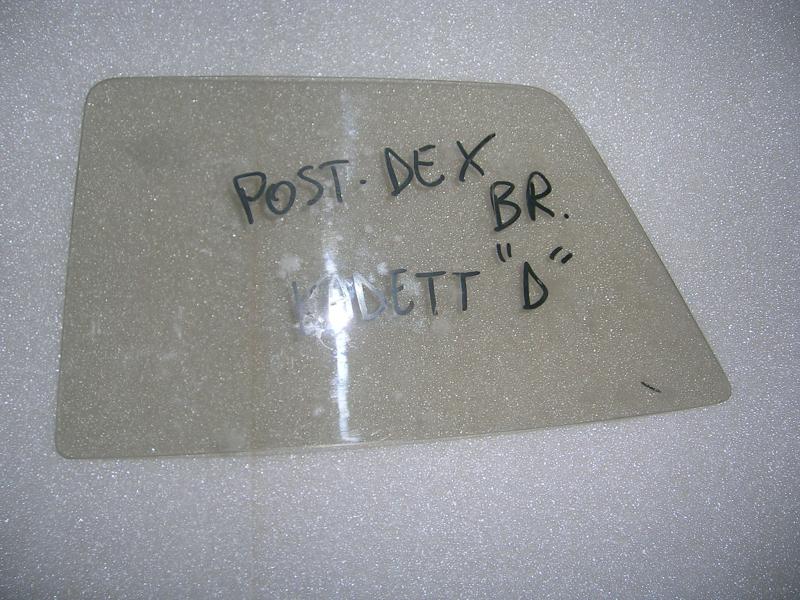 POST. DEX
BR.
KADETT "D"